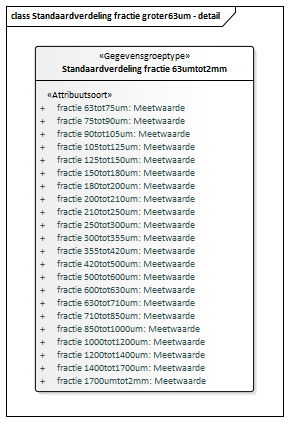 class Standaardverdeling fractie groter63um - detail
«Gegevensgroeptype»
Standaardverdeling fractie 63umtot2mm
«Attribuutsoort»
+ fractie 63tot75um: Meetwaarde
+ fractie 75tot90um: Meetwaarde
+ fractie 90tot105um: Meetwaarde
+ fractie 105tot125um: Meetwaarde
+ fractie 125tot150um: Meetwaarde
+ fractie 150tot180um: Meetwaarde
+ fractie 180tot200um: Meetwaarde
+ fractie 200tot210um: Meetwaarde
+ fractie 210tot250um: Meetwaarde
+ fractie 250tot300um: Meetwaarde
+ fractie 300tot355um: Meetwaarde
+ fractie 355tot420um: Meetwaarde
+ fractie 420tot500um: Meetwaarde
+ fractie 500tot600um: Meetwaarde
+ fractie 600tot630um: Meetwaarde
+ fractie 630tot710um: Meetwaarde
+ fractie 710tot850um: Meetwaarde
+ fractie 850tot1000um: Meetwaarde
+ fractie 1000tot1200um: Meetwaarde
+ fractie 1200tot1400um: Meetwaarde
+ fractie 1400tot1700um: Meetwaarde
+ fractie 1700umtot2mm: Meetwaarde